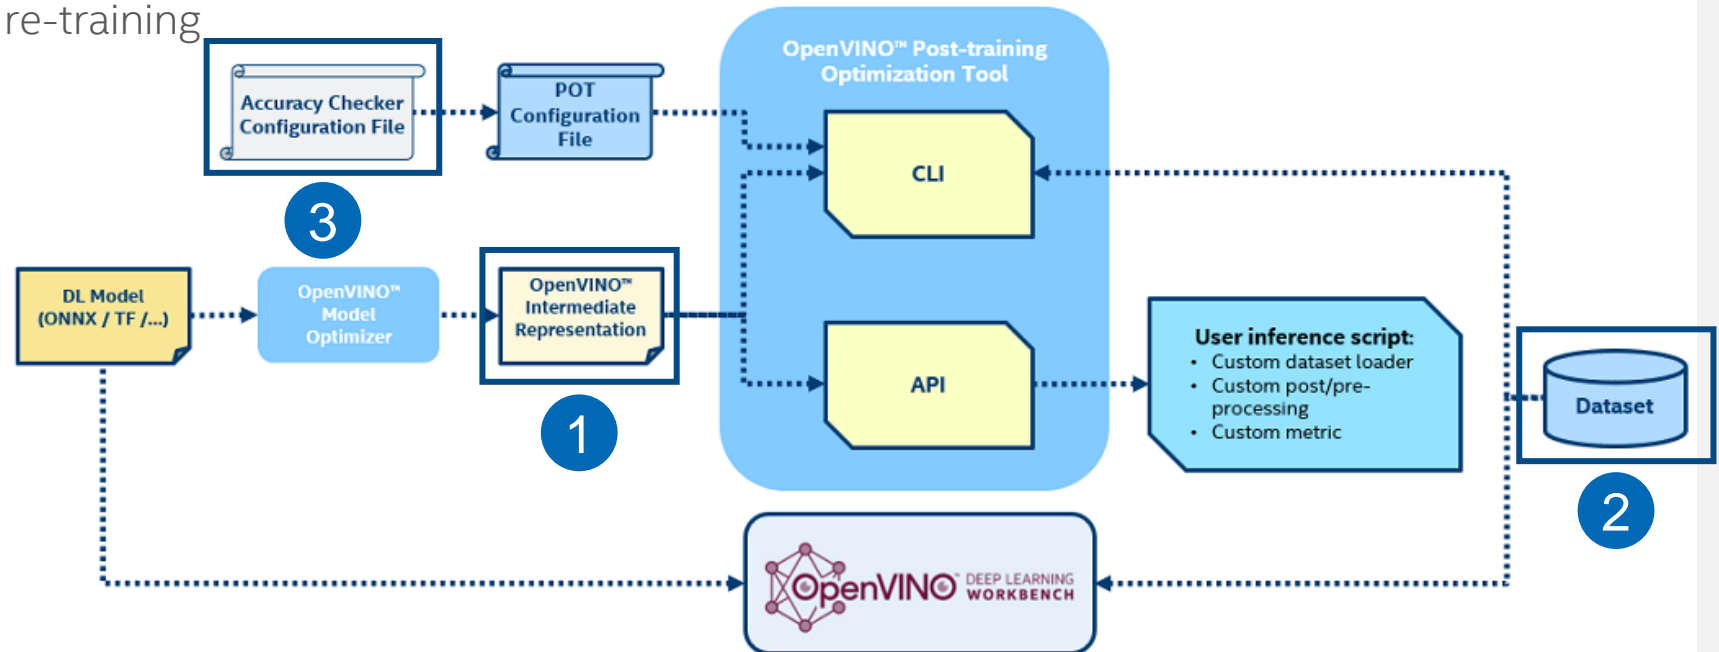 re-training
OpenVINO™ Post-training
Optimization Tool
Accuracy Checker
Configuration File
POT
Configuration
File
CLI
3
DL Model
(ONNX / TF /...)
OpenVINO™
Model
Optimizer
OpenVINO™
Intermediate
Representation
1
API
User inference script:
• Custom dataset loader
• Custom post/pre-
processing
• Custom metric
Dataset
2
OpenVINO™ DEEP LEARNING
WORKBENCH